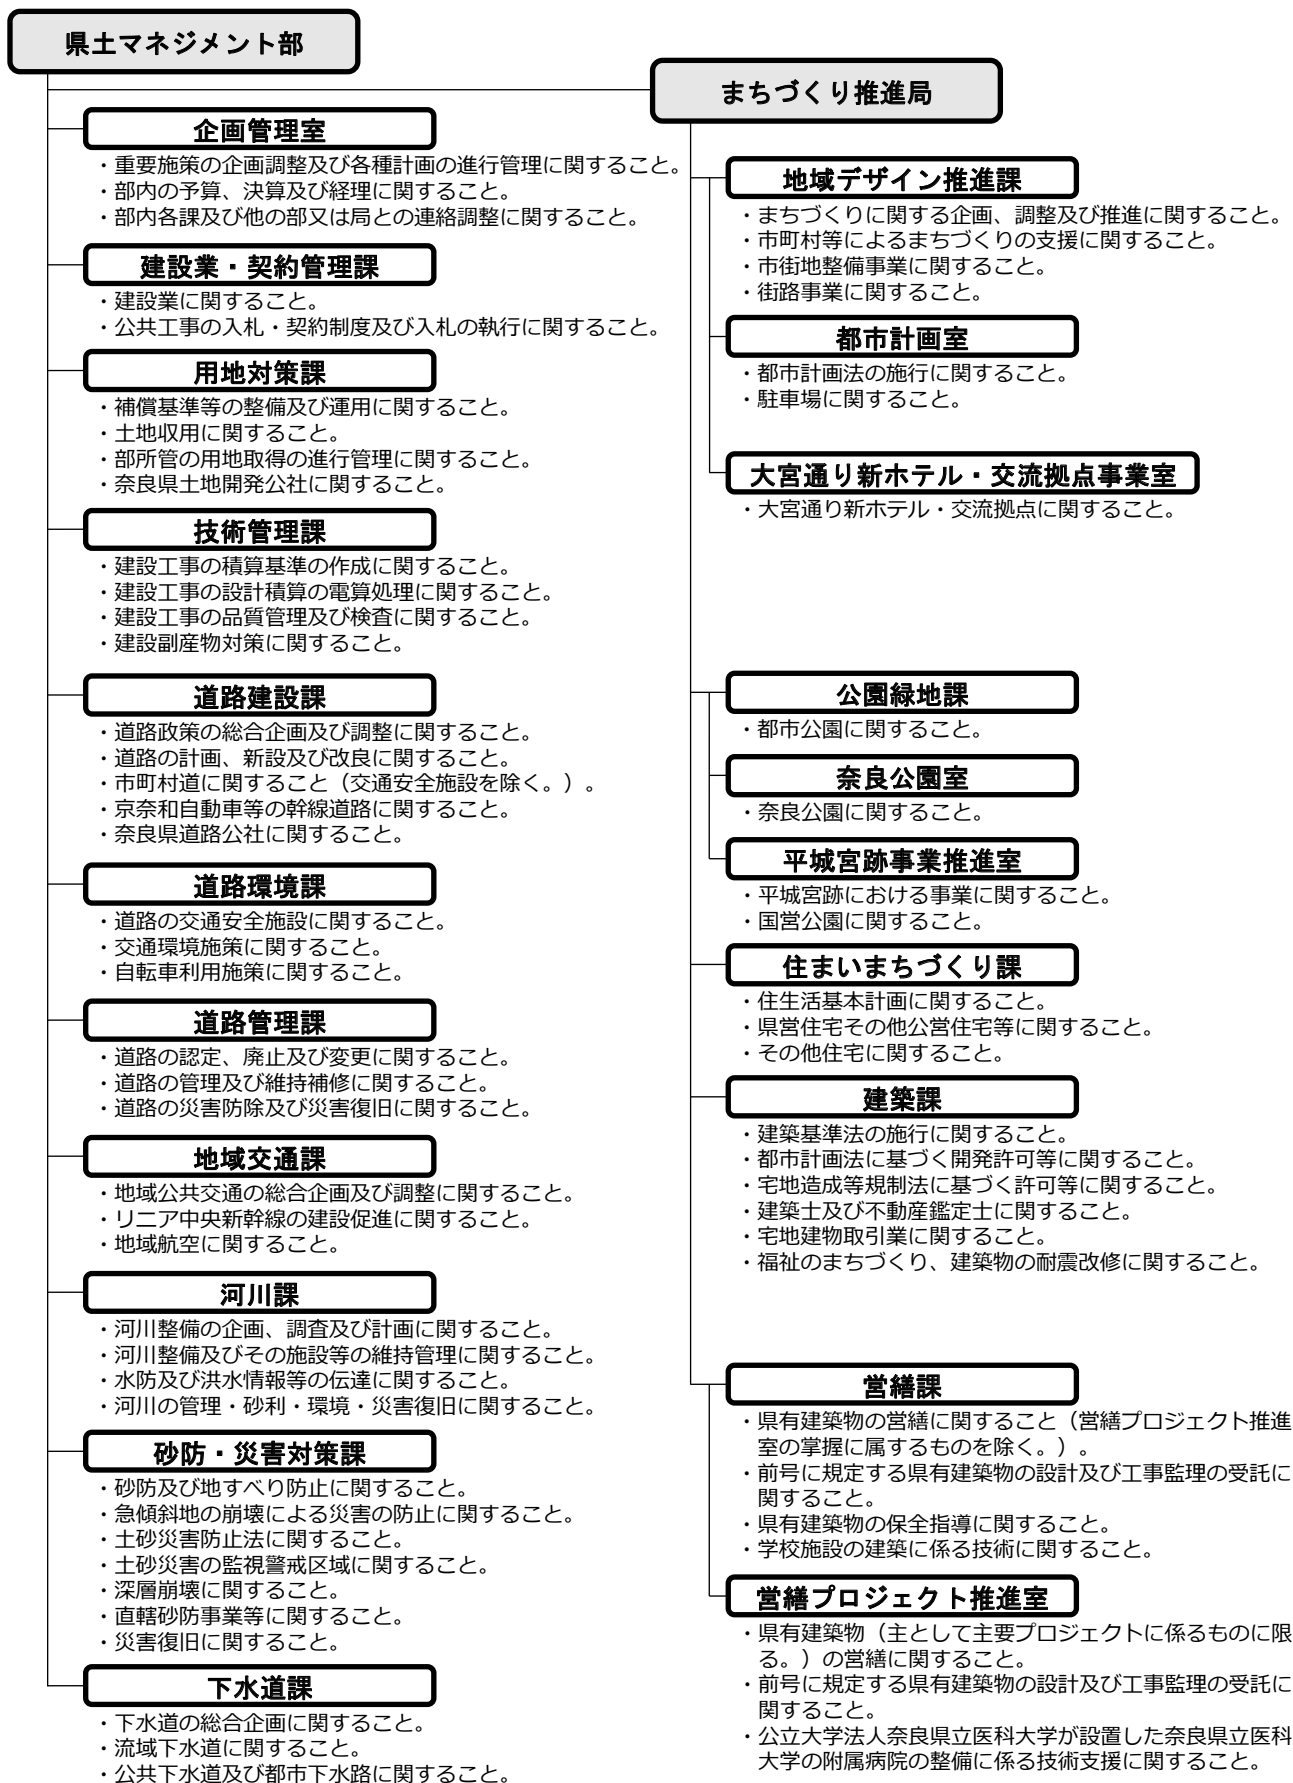 県土マネジメント部
企画管理室
・重要施策の企画調整及び各種計画の進行管理に関すること。
・部内の予算、決算及び経理に関すること。
・部内各課及び他の部又は局との連絡調整に関すること。
建設業・契約管理課
・建設業に関すること。
・公共工事の入札・契約制度及び入札の執行に関すること。
用地対策課
・補償基準等の整備及び運用に関すること。
・土地収用に関すること。
・部所管の用地取得の進行管理に関すること。
・奈良県土地開発公社に関すること。
技術管理課
・建設工事の積算基準の作成に関すること。
・建設工事の設計積算の電算処理に関すること。
・建設工事の品質管理及び検査に関すること。
・建設副産物対策に関すること。
道路建設課
・道路政策の総合企画及び調整に関すること。
・道路の計画、新設及び改良に関すること。
・市町村道に関すること（交通安全施設を除く。）。
・京奈和自動車等の幹線道路に関すること。
・奈良県道路公社に関すること。
道路環境課
・道路の交通安全施設に関すること。
・交通環境施策に関すること。
・自転車利用施策に関すること。
道路管理課
・道路の認定、廃止及び変更に関すること。
・道路の管理及び維持補修に関すること。
・道路の災害防除及び災害復旧に関すること。
地域交通課
・地域公共交通の総合企画及び調整に関すること。
・リニア中央新幹線の建設促進に関すること。
・地域航空に関すること。
河川課
・河川整備の企画、調査及び計画に関すること。
・河川整備及びその施設等の維持管理に関すること。
・水防及び洪水情報等の伝達に関すること。
・河川の管理・砂利・環境・災害復旧に関すること。
砂防・災害対策課
・砂防及び地すべり防止に関すること。
・急傾斜地の崩壊による災害の防止に関すること。
・土砂災害防止法に関すること。
・土砂災害の監視警戒区域に関すること。
・深層崩壊に関すること。
・直轄砂防事業等に関すること。
・災害復旧に関すること。
下水道課
・下水道の総合企画に関すること。
・流域下水道に関すること。
・公共下水道及び都市下水路に関すること。
まちづくり推進局
地域デザイン推進課
・まちづくりに関する企画、調整及び推進に関すること。
・市町村等によるまちづくりの支援に関すること。
・市街地整備事業に関すること。
・街路事業に関すること。
都市計画室
・都市計画法の施行に関すること。
・駐車場に関すること。
大宮通り新ホテル・交流拠点事業室
・大宮通り新ホテル・交流拠点に関すること。
公園緑地課
・都市公園に関すること。
奈良公園室
・奈良公園に関すること。
平城宮跡事業推進室
・平城宮跡における事業に関すること。
・国営公園に関すること。
住まいまちづくり課
・住生活基本計画に関すること。
・県営住宅その他公営住宅等に関すること。
・その他住宅に関すること。
建築課
・建築基準法の施行に関すること。
・都市計画法に基づく開発許可等に関すること。
・宅地造成等規制法に基づく許可等に関すること。
・建築士及び不動産鑑定士に関すること。
・宅地建物取引業に関すること。
・福祉のまちづくり、建築物の耐震改修に関すること。
営繕課
・県有建築物の営繕に関すること（営繕プロジェクト推進
室の掌握に属するものを除く。）。
・前号に規定する県有建築物の設計及び工事監理の受託に
関すること。
・県有建築物の保全指導に関すること。
・学校施設の建築に係る技術に関すること。
営繕プロジェクト推進室
・県有建築物（主として主要プロジェクトに係るものに限
る。）の営繕に関すること。
・前号に規定する県有建築物の設計及び工事監理の受託に
関すること。
・公立大学法人奈良県立医科大学が設置した奈良県立医科
大学の附属病院の整備に係る技術支援に関すること。